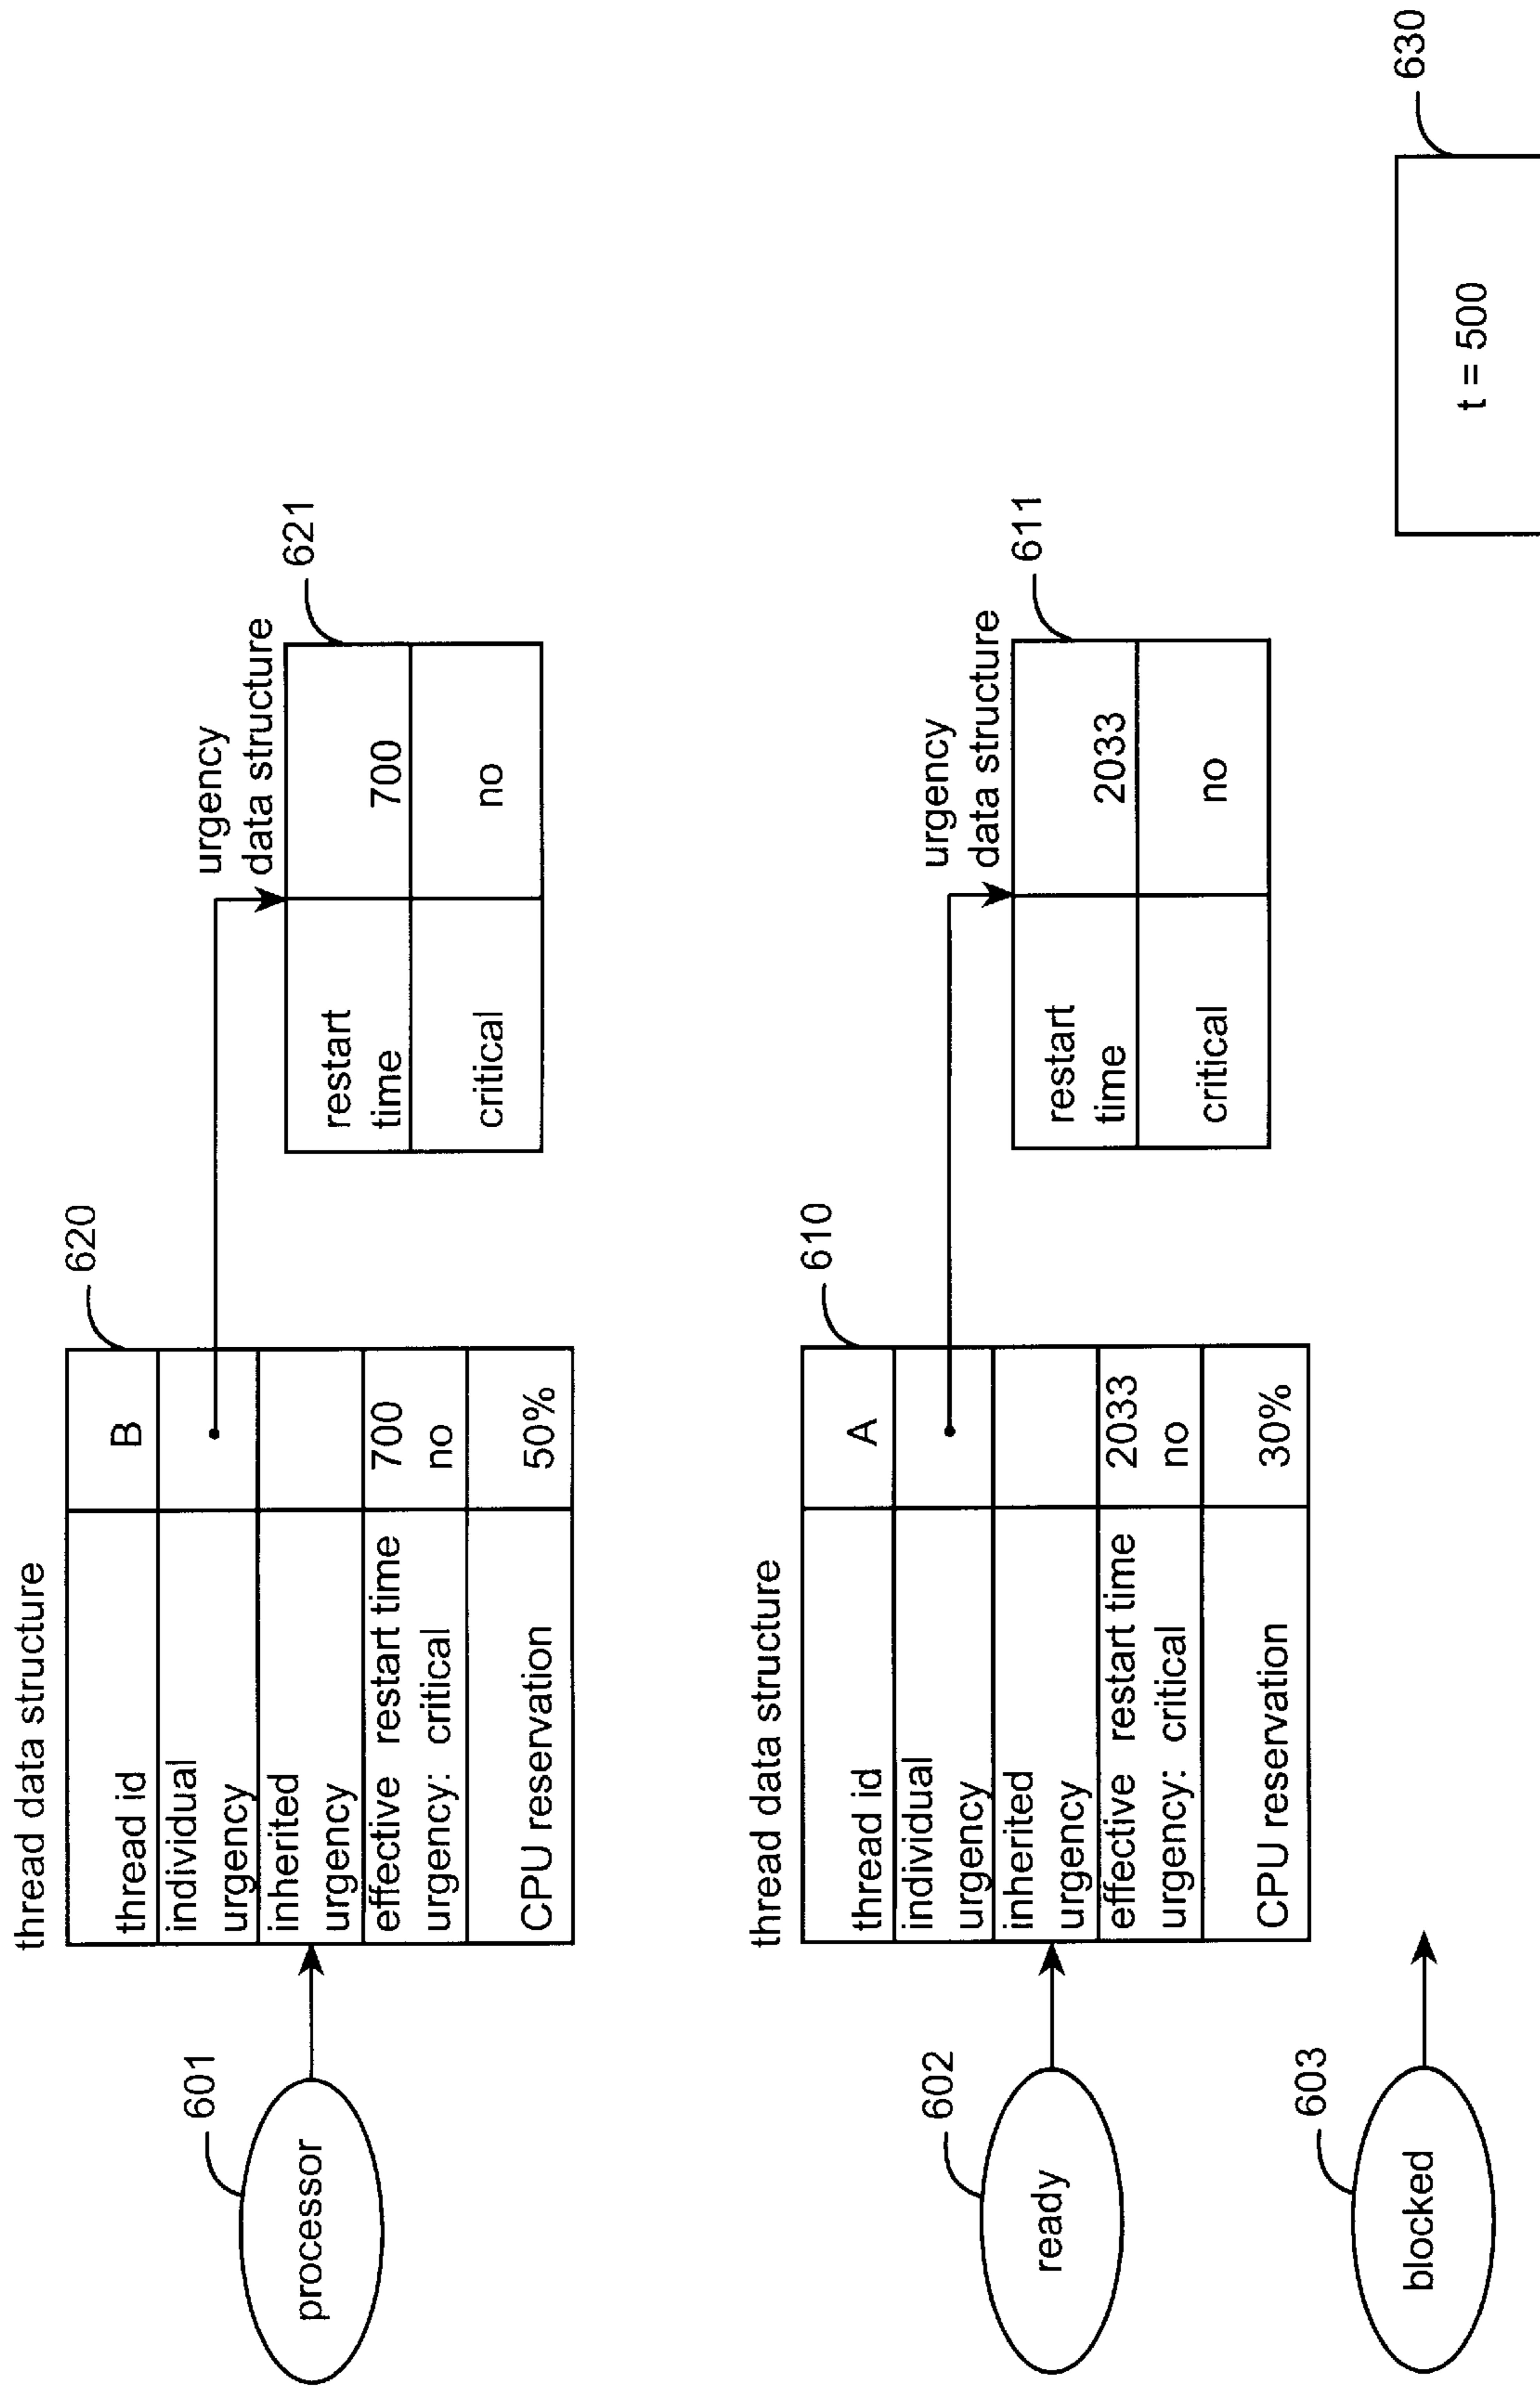 thread data structure
620
thread id B
individual
urgency
inherited
urgency
effective restart time 700
urgency: critical no
CPU reservation 50%
601
processor
urgency
data structure
621
restart
time 700
critical no
thread data structure
610
thread id A
individual
urgency
inherited
urgency
effective restart time 2033
urgency: critical no
CPU reservation 30%
602
ready
urgency
data structure
611
restart
time 2033
critical no
603
blocked
630
t = 500